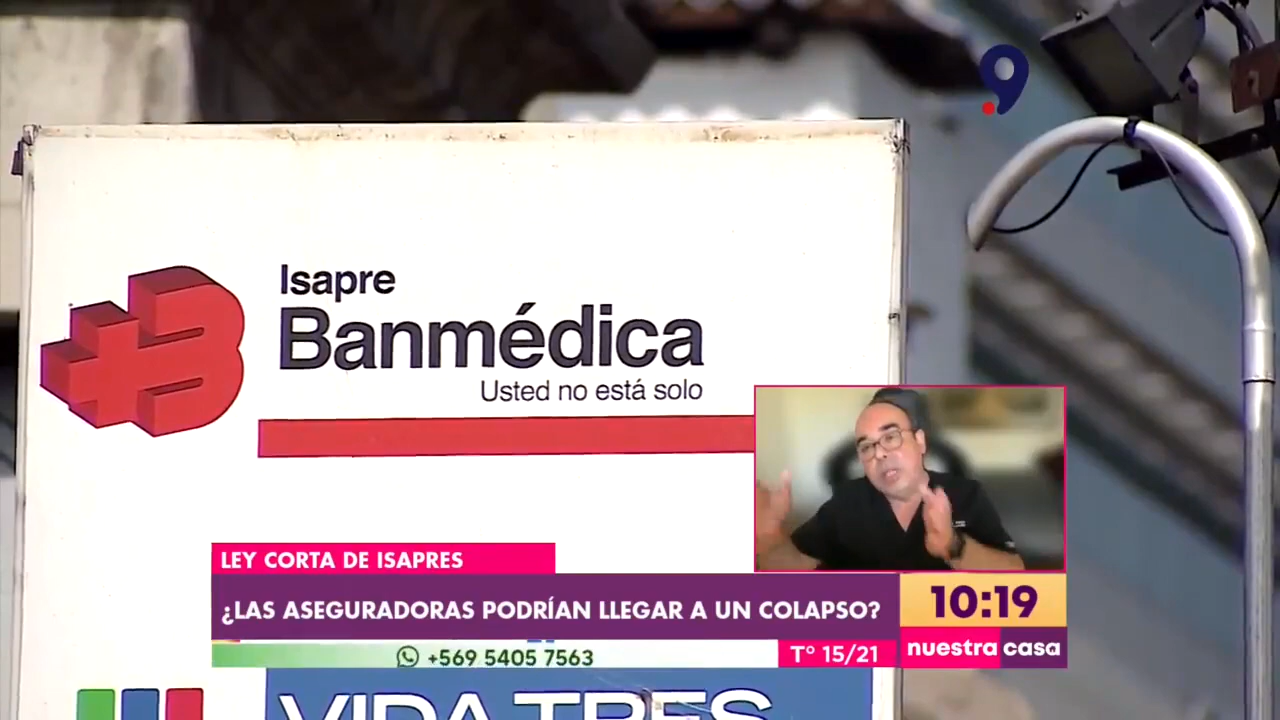 9
Isapre
Banmédica
Usted no está solo
LEY CORTA DE ISAPRES
¿LAS ASEGURADORAS PODRÍAN LLEGAR A UN COLAPSO?
10:19
+569 5405 7563
T° 15/21
nuestra casa
VIDA TRES